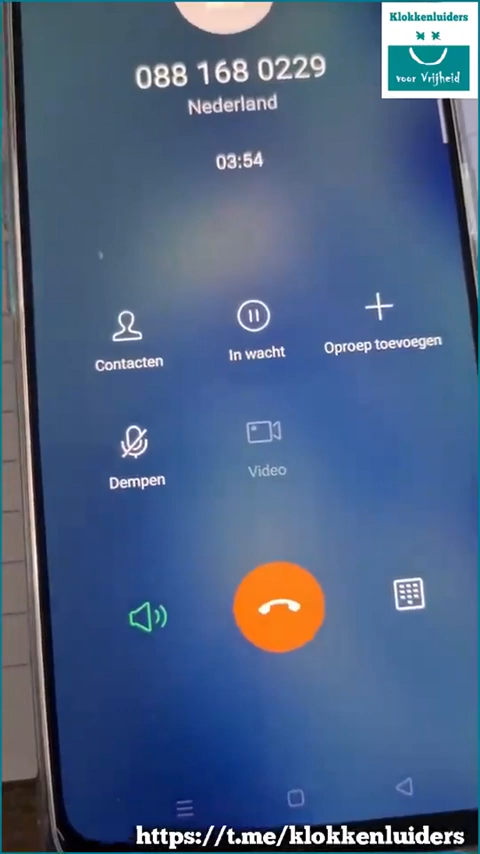 Klokkenluiders
voor Vrijheid
088 168 0229
Nederland
03:54
Contacten
In wacht
Oproep toevoegen
Dempen
Video
https://t.me/klokkenluiders